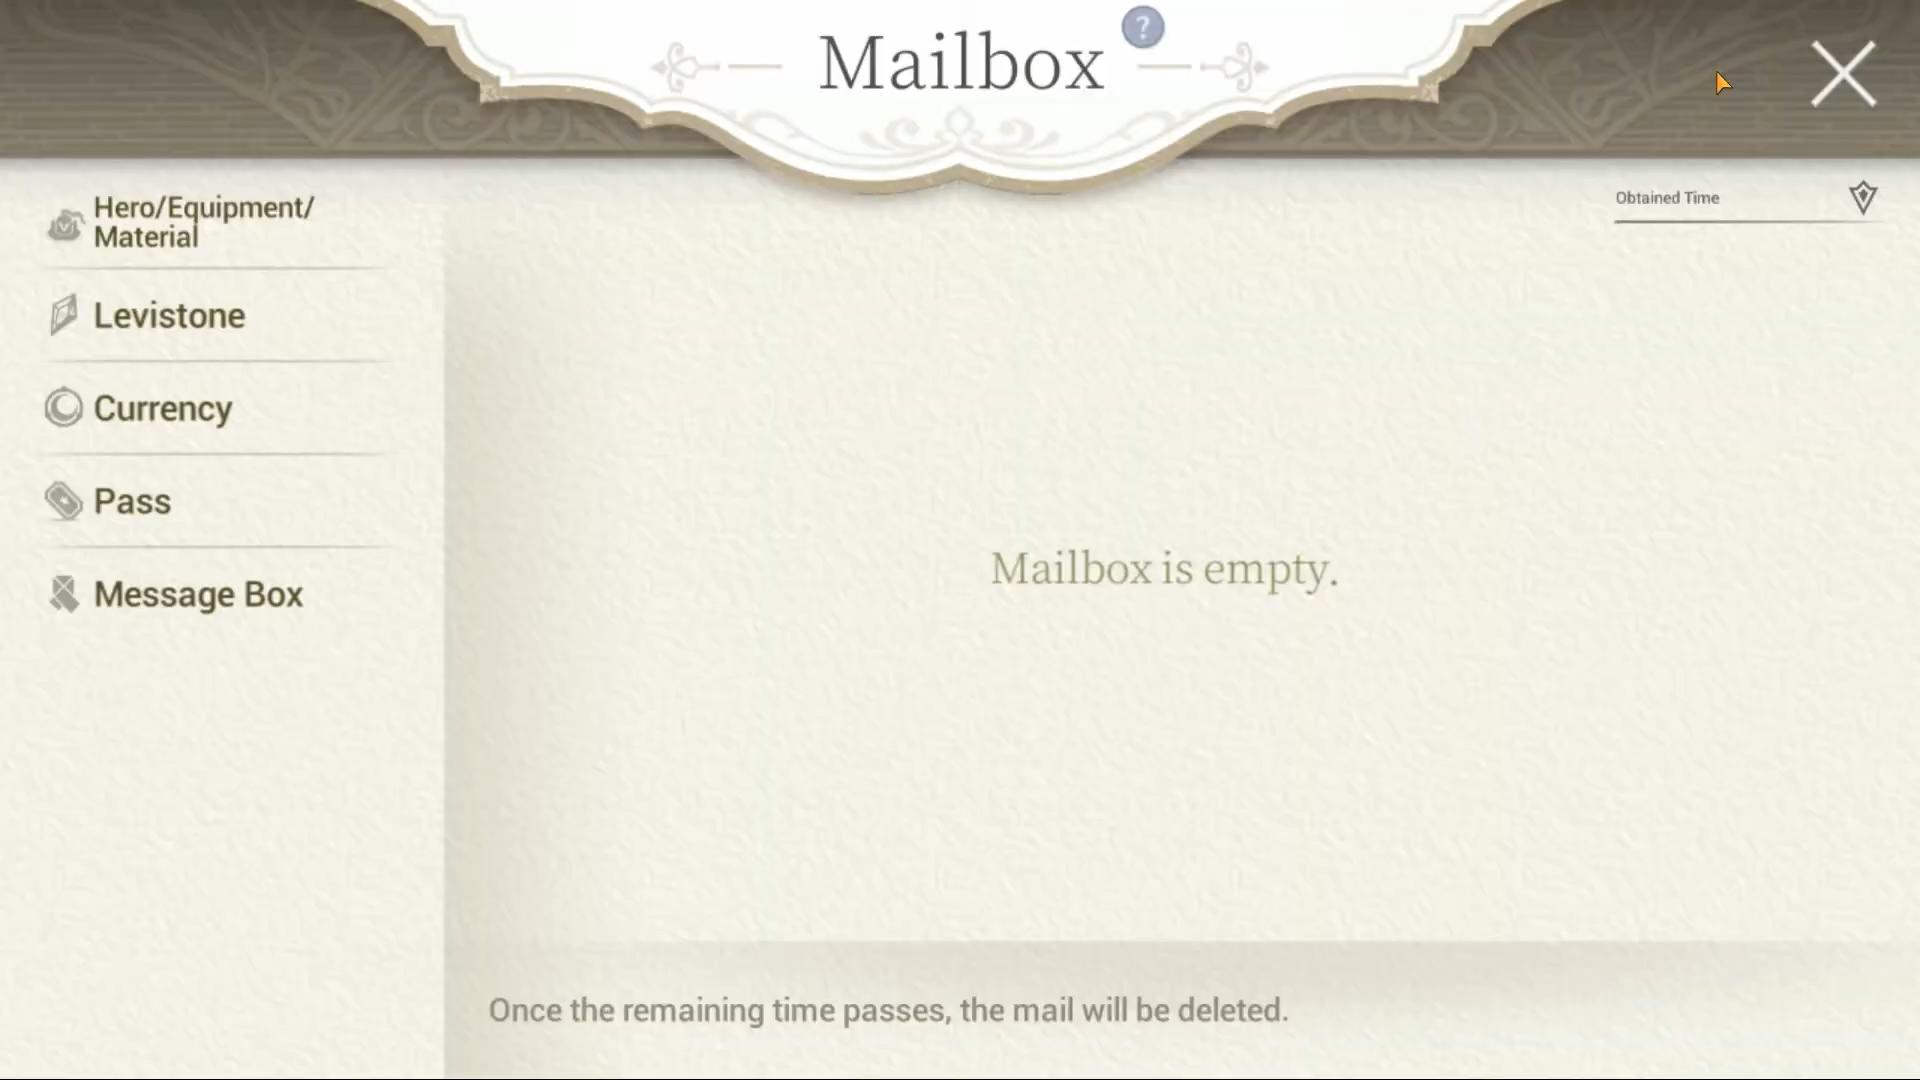 Mailbox
?
Obtained Time
Hero/Equipment/
Material
Levistone
Currency
Pass
Message Box
Mailbox is empty.
Once the remaining time passes, the mail will be deleted.